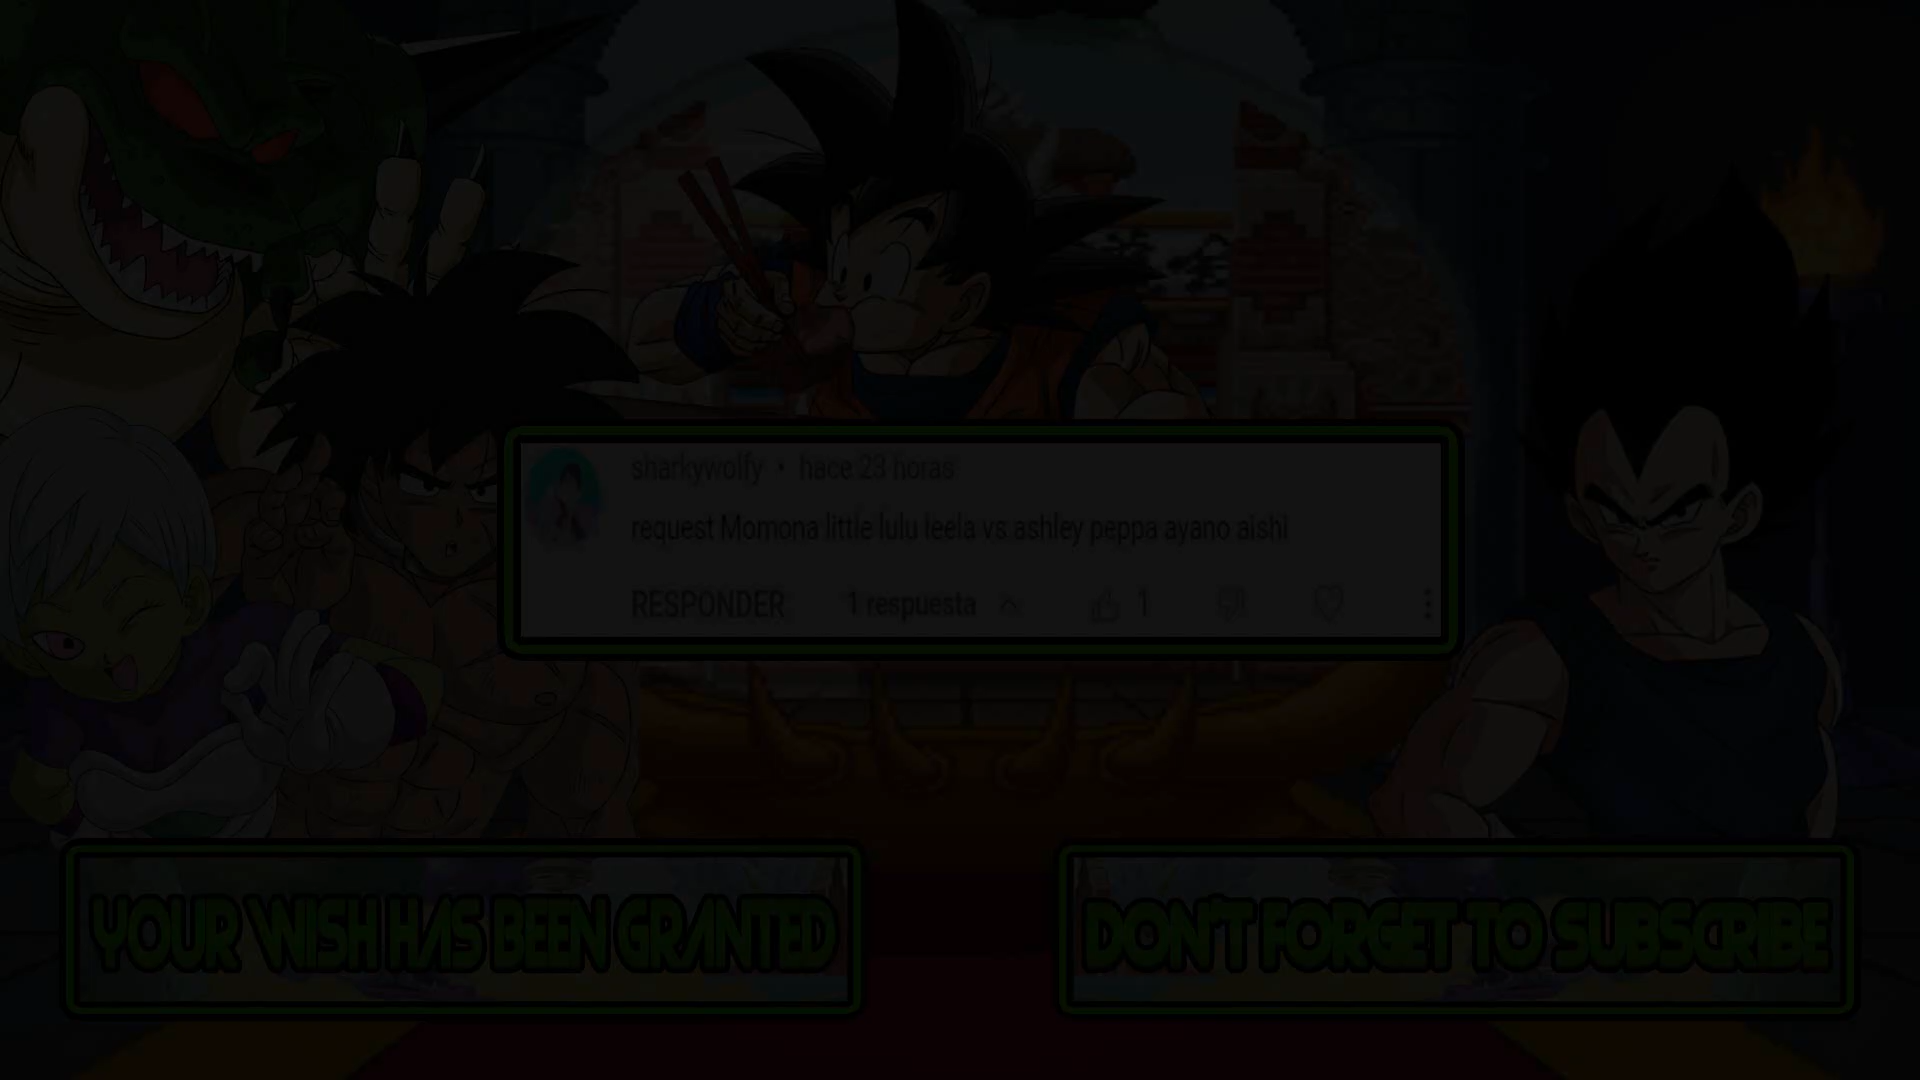 sharkywolfy • hace 23 horas
request Momona little lulu leela vs ashley peppa ayano aishi
RESPONDER 1 respuesta 1
YOUR WISH HAS BEEN GRANTED
DON'T FORGET TO SUBSCRIBE